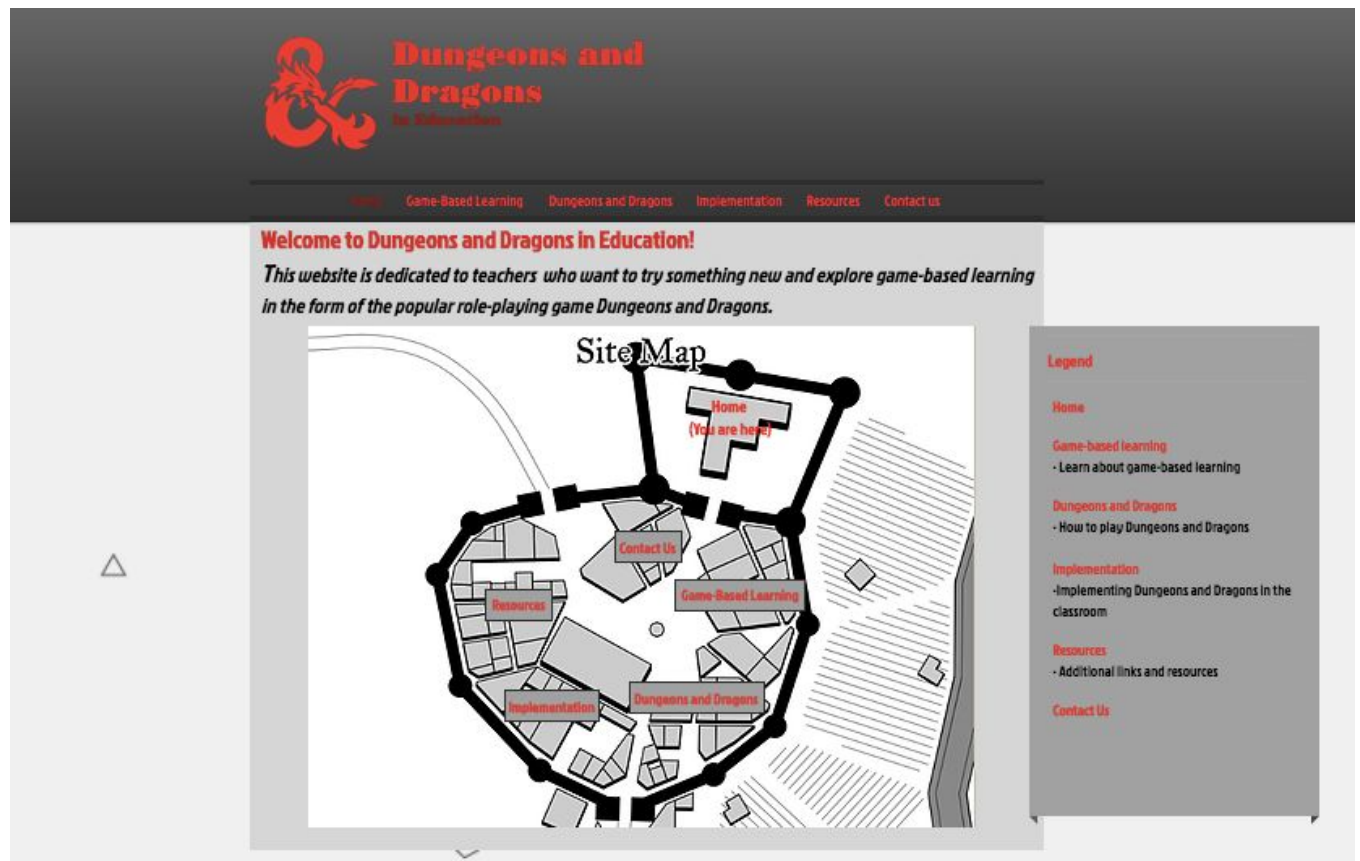 Dungeons and
Dragons
in Education
Home Game-Based Learning Dungeons and Dragons Implementation Resources Contact us
Welcome to Dungeons and Dragons in Education!
This website is dedicated to teachers who want to try something new and explore game-based learning
in the form of the popular role-playing game Dungeons and Dragons.
Site Map
Home
(You are here)
Contact Us
Game-Based Learning
Resources
Dungeons and Dragons
Implementation
Legend
Home
Game-based learning
· Learn about game-based learning
Dungeons and Dragons
· How to play Dungeons and Dragons
Implementation
·Implementing Dungeons and Dragons in the
classroom
Resources
· Additional links and resources
Contact Us